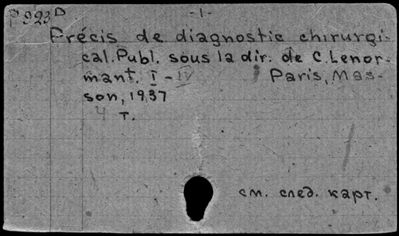 P 923D -1-
Précis de diagnostic chirurgi-
cal. Publ. sous la dir. de C. Lenor-
mant. I-IV Paris, Mas-
son, 1937
4 т.
см. след. карт.